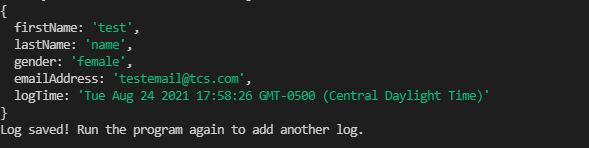 {
  firstName: 'test',
  lastName: 'name',
  gender: 'female',
  emailAddress: 'testemail@tcs.com',
  logTime: 'Tue Aug 24 2021 17:58:26 GMT-0500 (Central Daylight Time)'
}
Log saved! Run the program again to add another log.